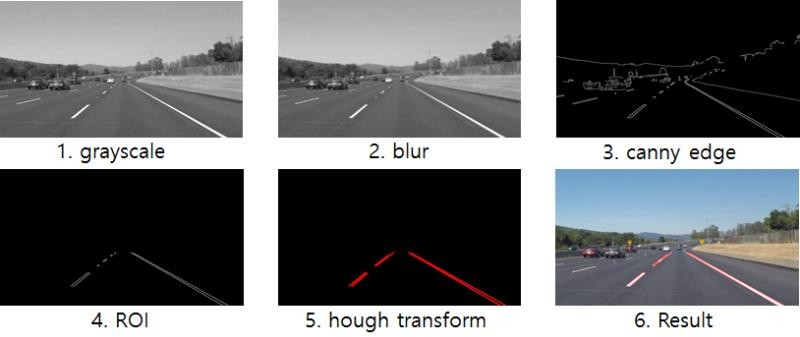 1. grayscale
2. blur
3. canny edge
4. ROI
5. hough transform
6. Result